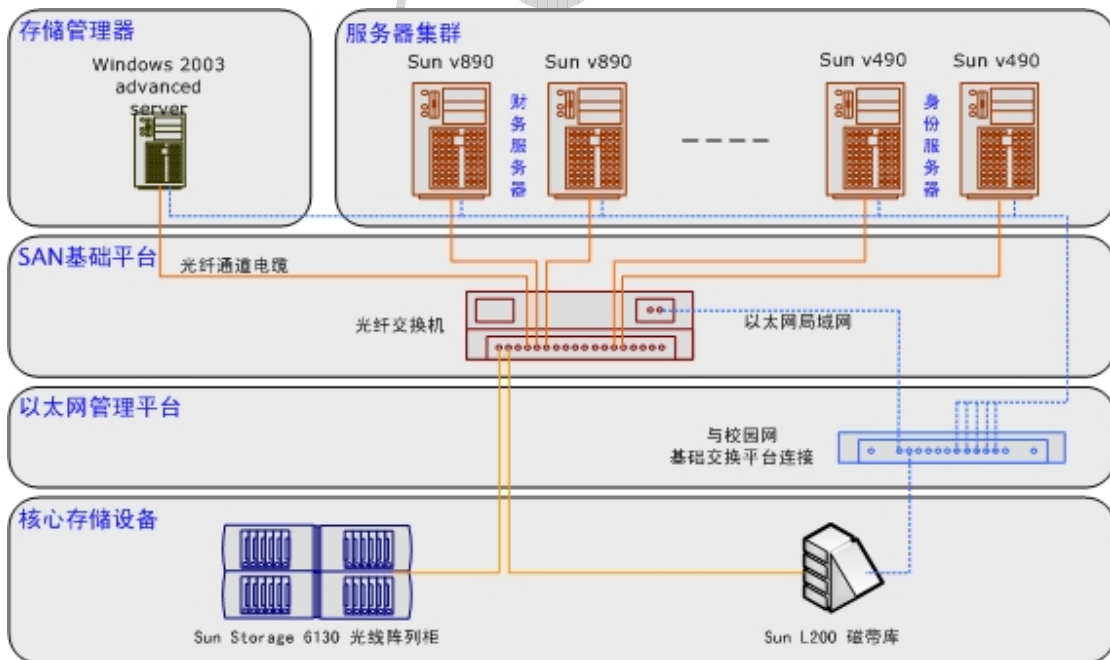 存储管理器
Windows 2003
advanced
server
服务器集群
Sun v890
Sun v890
Sun v490
Sun v490
财务服务器
身份服务器
SAN基础平台
光纤通道电缆
光纤交换机
以太网局域网
以太网管理平台
与校园网
基础交换平台连接
核心存储设备
Sun Storage 6130 光线阵列柜
Sun L200 磁带库